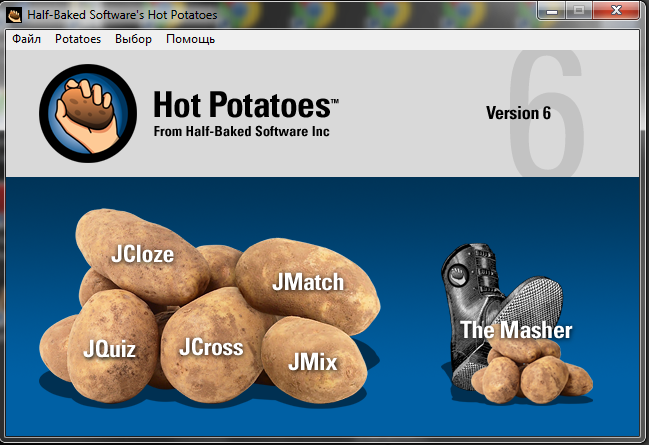 Half-Baked Software's Hot Potatoes
Файл Potatoes Выбор Помощь
Hot Potatoes™
From Half-Baked Software Inc
6
Version 6
JCloze
JMatch
JQuiz
JCross
JMix
The Masher